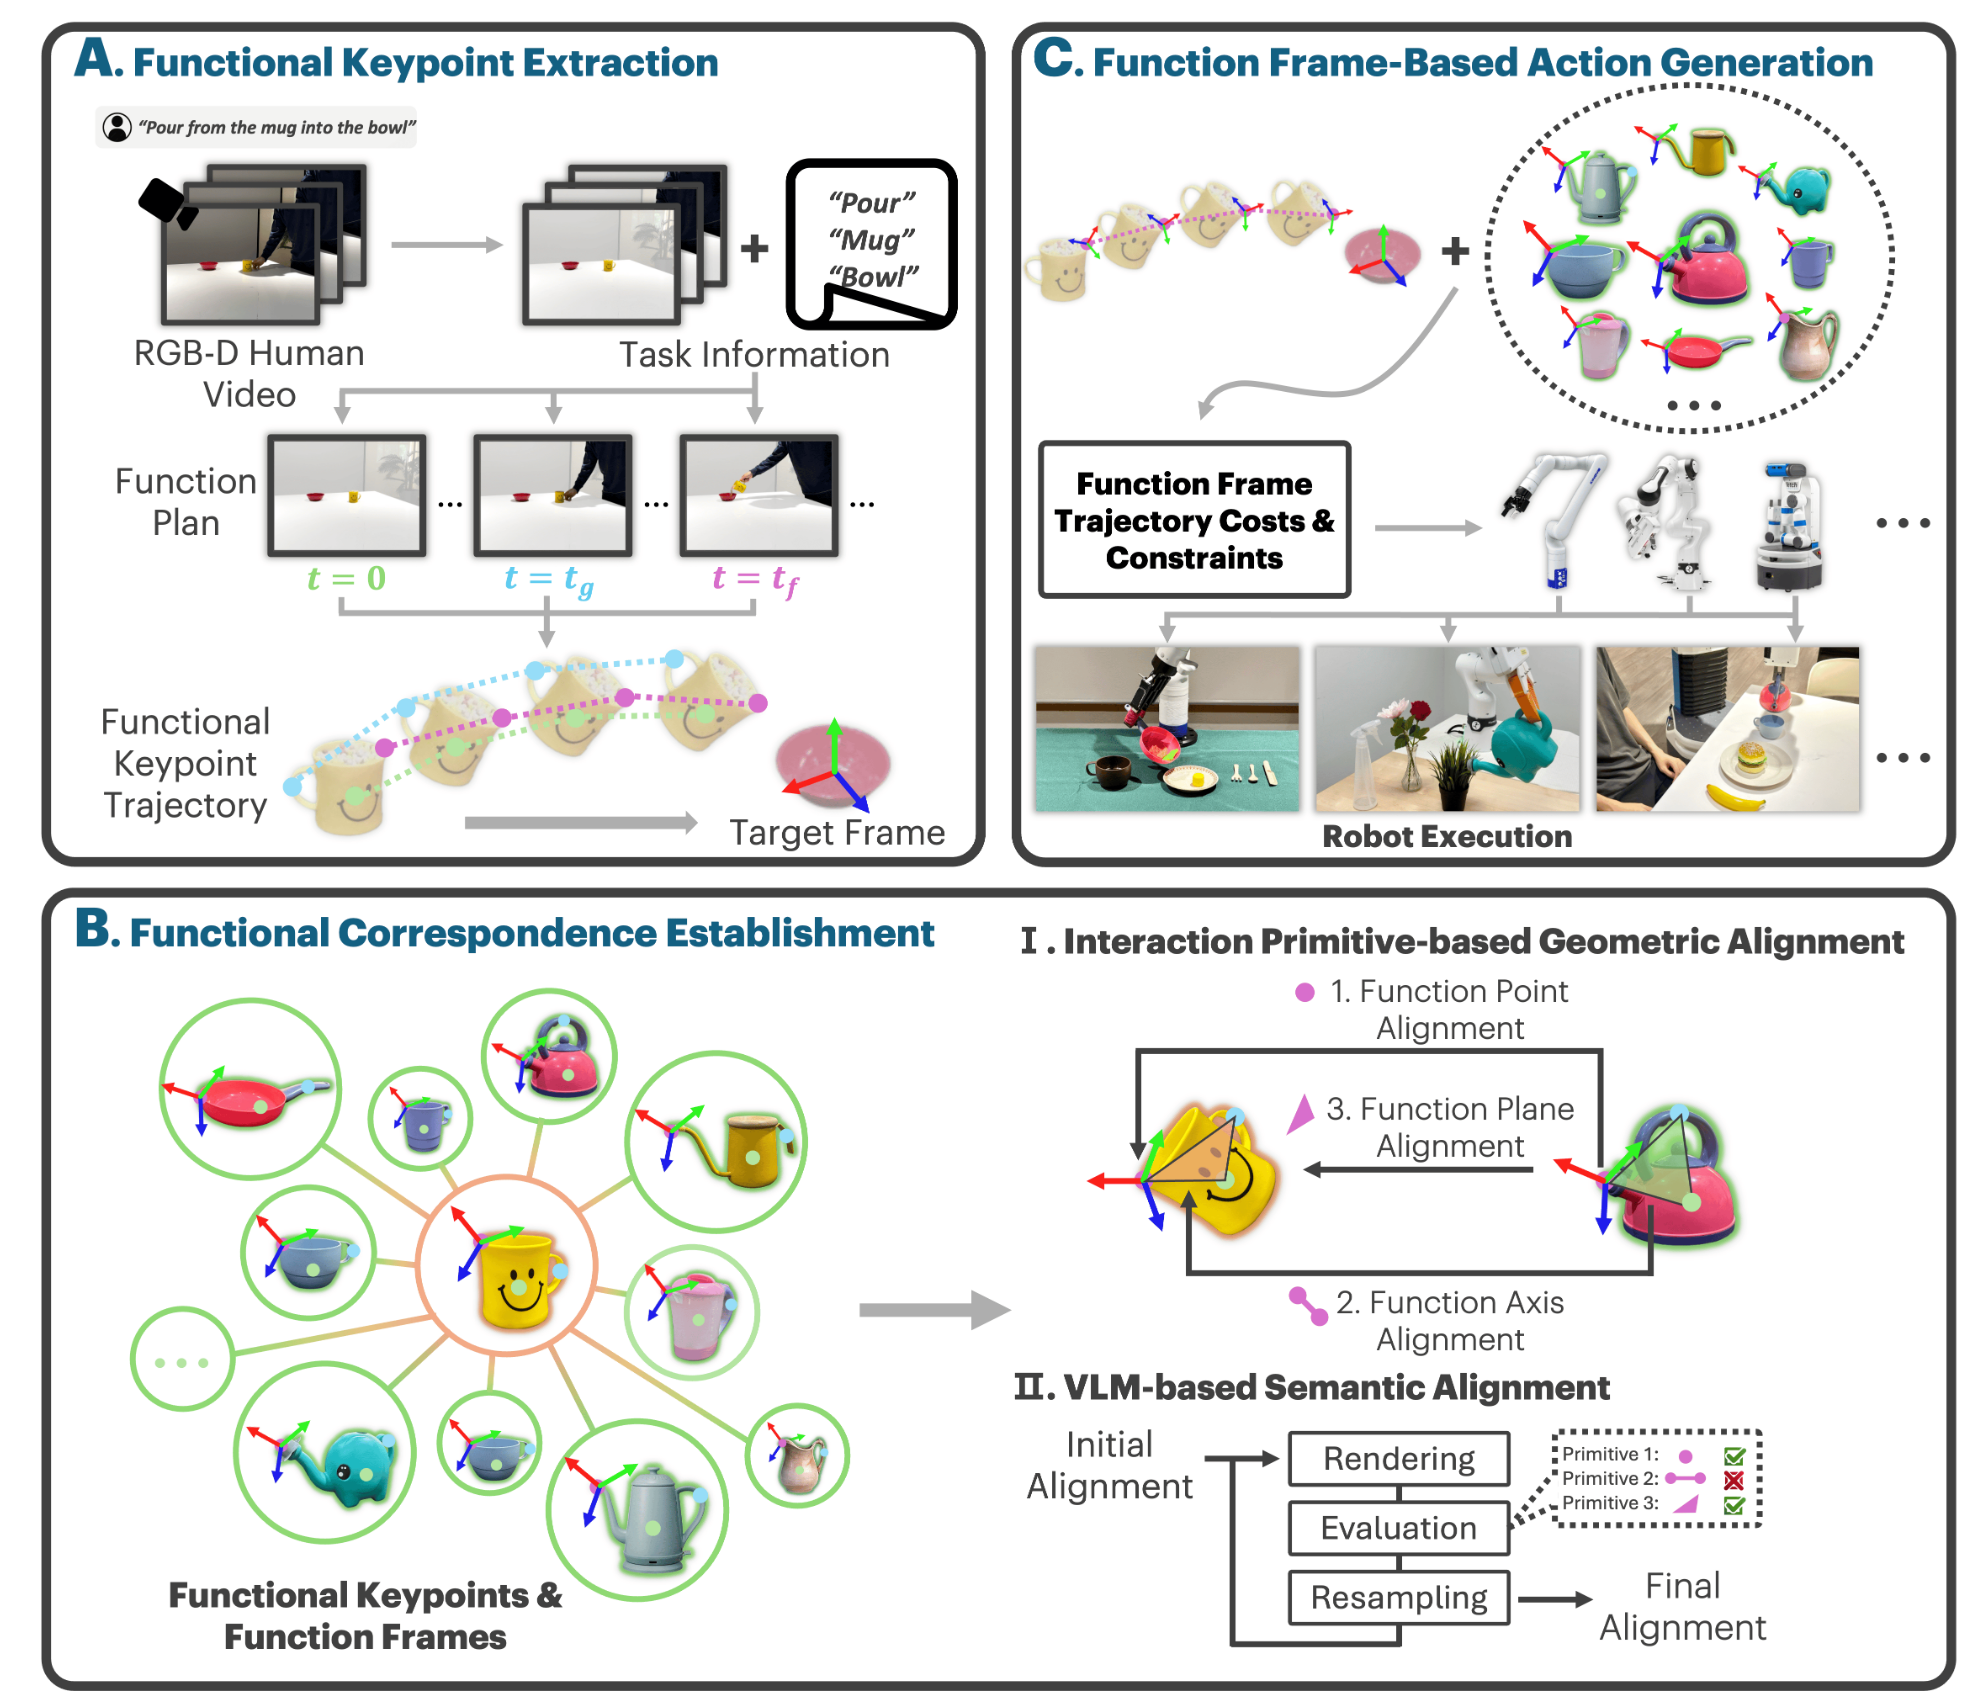 A. Functional Keypoint Extraction
“Pour from the mug into the bowl”
“Pour”
“Mug”
“Bowl”
RGB-D Human
Video
Task Information
Function
Plan
...
...
...
t = 0
t = t_g
t = t_f
Functional
Keypoint
Trajectory
Target Frame
C. Function Frame-Based Action Generation
+
...
Function Frame
Trajectory Costs &
Constraints
...
...
Robot Execution
B. Functional Correspondence Establishment
...
Functional Keypoints &
Function Frames
I. Interaction Primitive-based Geometric Alignment
1. Function Point
Alignment
3. Function Plane
Alignment
2. Function Axis
Alignment
II. VLM-based Semantic Alignment
Initial
Alignment
Rendering
Evaluation
Resampling
Primitive 1:
Primitive 2:
Primitive 3:
Final
Alignment